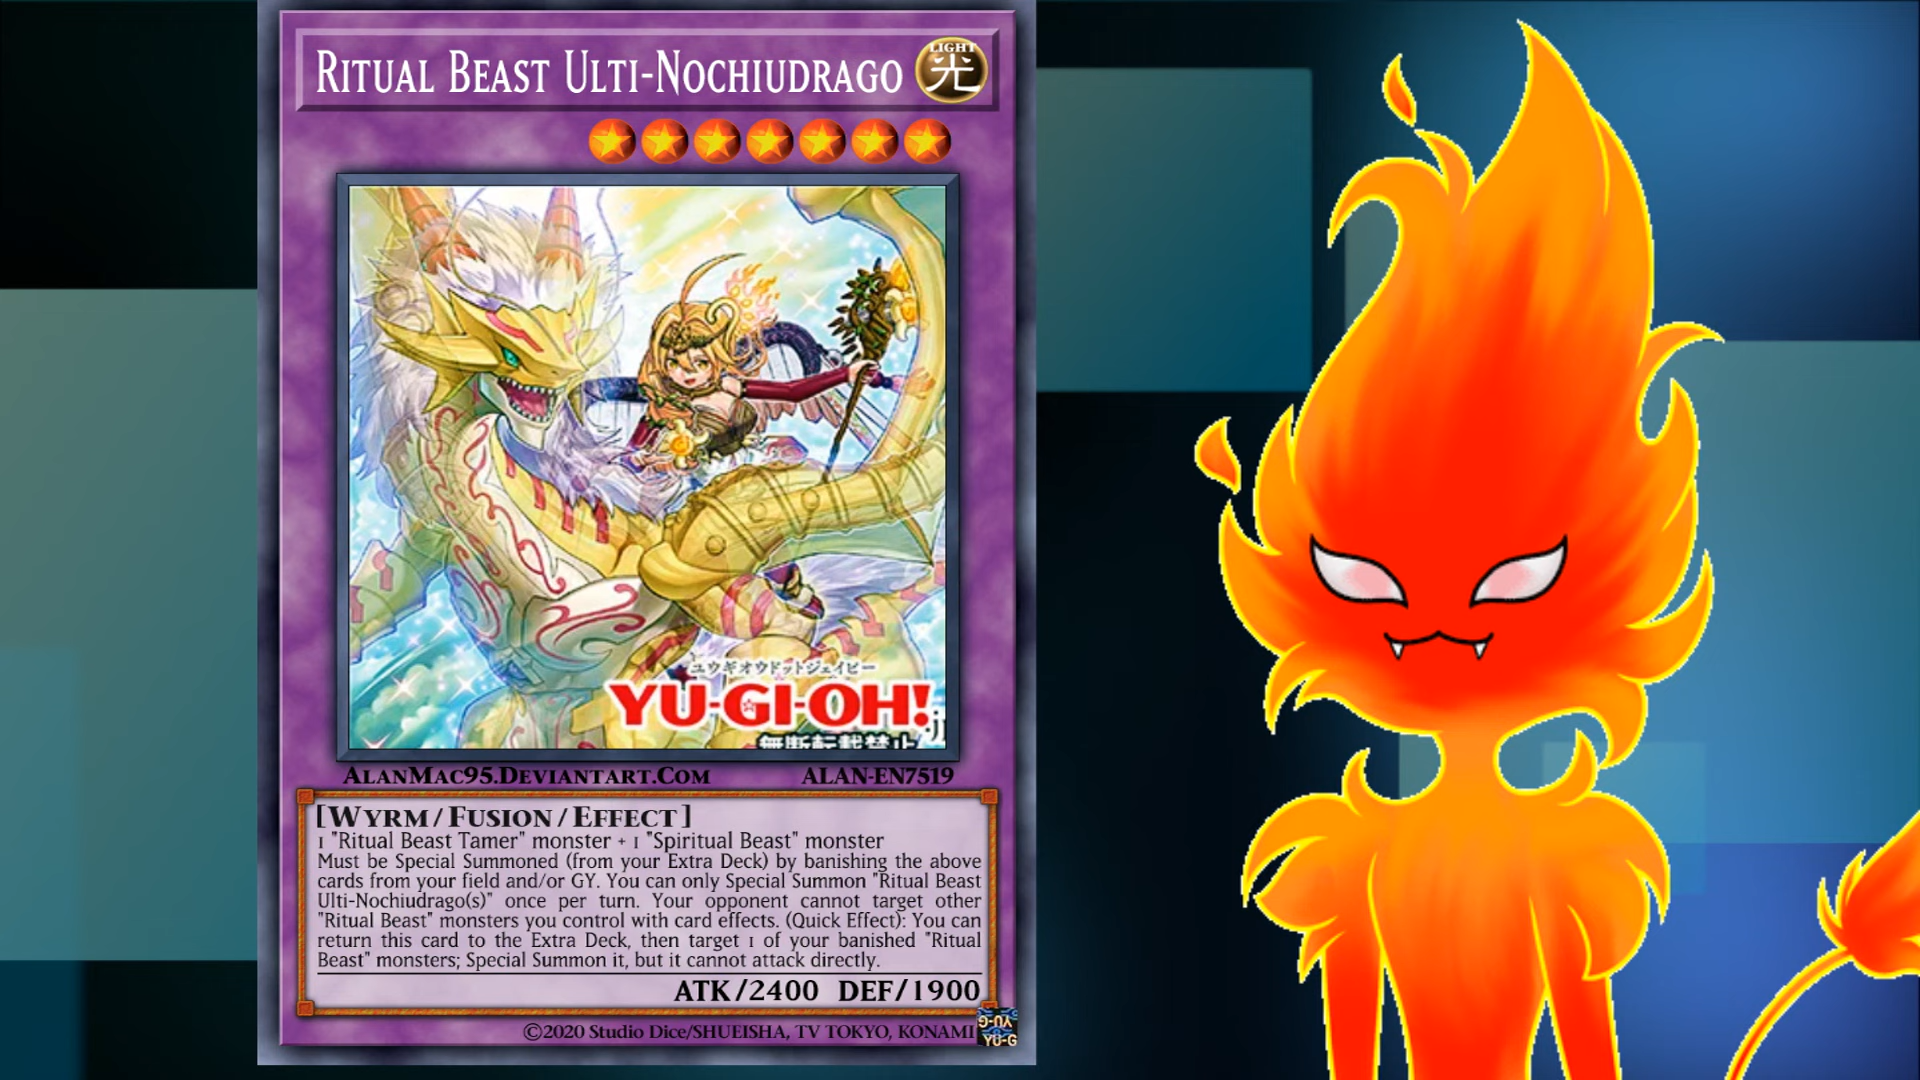 Ritual Beast Ulti-Nochiudrago
LIGHT
光
ユウギオウドットジェイピー
YU-GI-OH!
.j
無断転載禁止
AlanMac95.Deviantart.Com ALAN-EN7519
[Wyrm/Fusion/Effect]
1 "Ritual Beast Tamer" monster + 1 "Spiritual Beast" monster
Must be Special Summoned (from your Extra Deck) by banishing the above
cards from your field and/or GY. You can only Special Summon "Ritual Beast
Ulti-Nochiudrago(s)" once per turn. Your opponent cannot target other
"Ritual Beast" monsters you control with card effects. (Quick Effect): You can
return this card to the Extra Deck, then target 1 of your banished "Ritual
Beast" monsters; Special Summon it, but it cannot attack directly.
ATK/2400 DEF/1900
©2020 Studio Dice/SHUEISHA, TV TOKYO, KONAMI